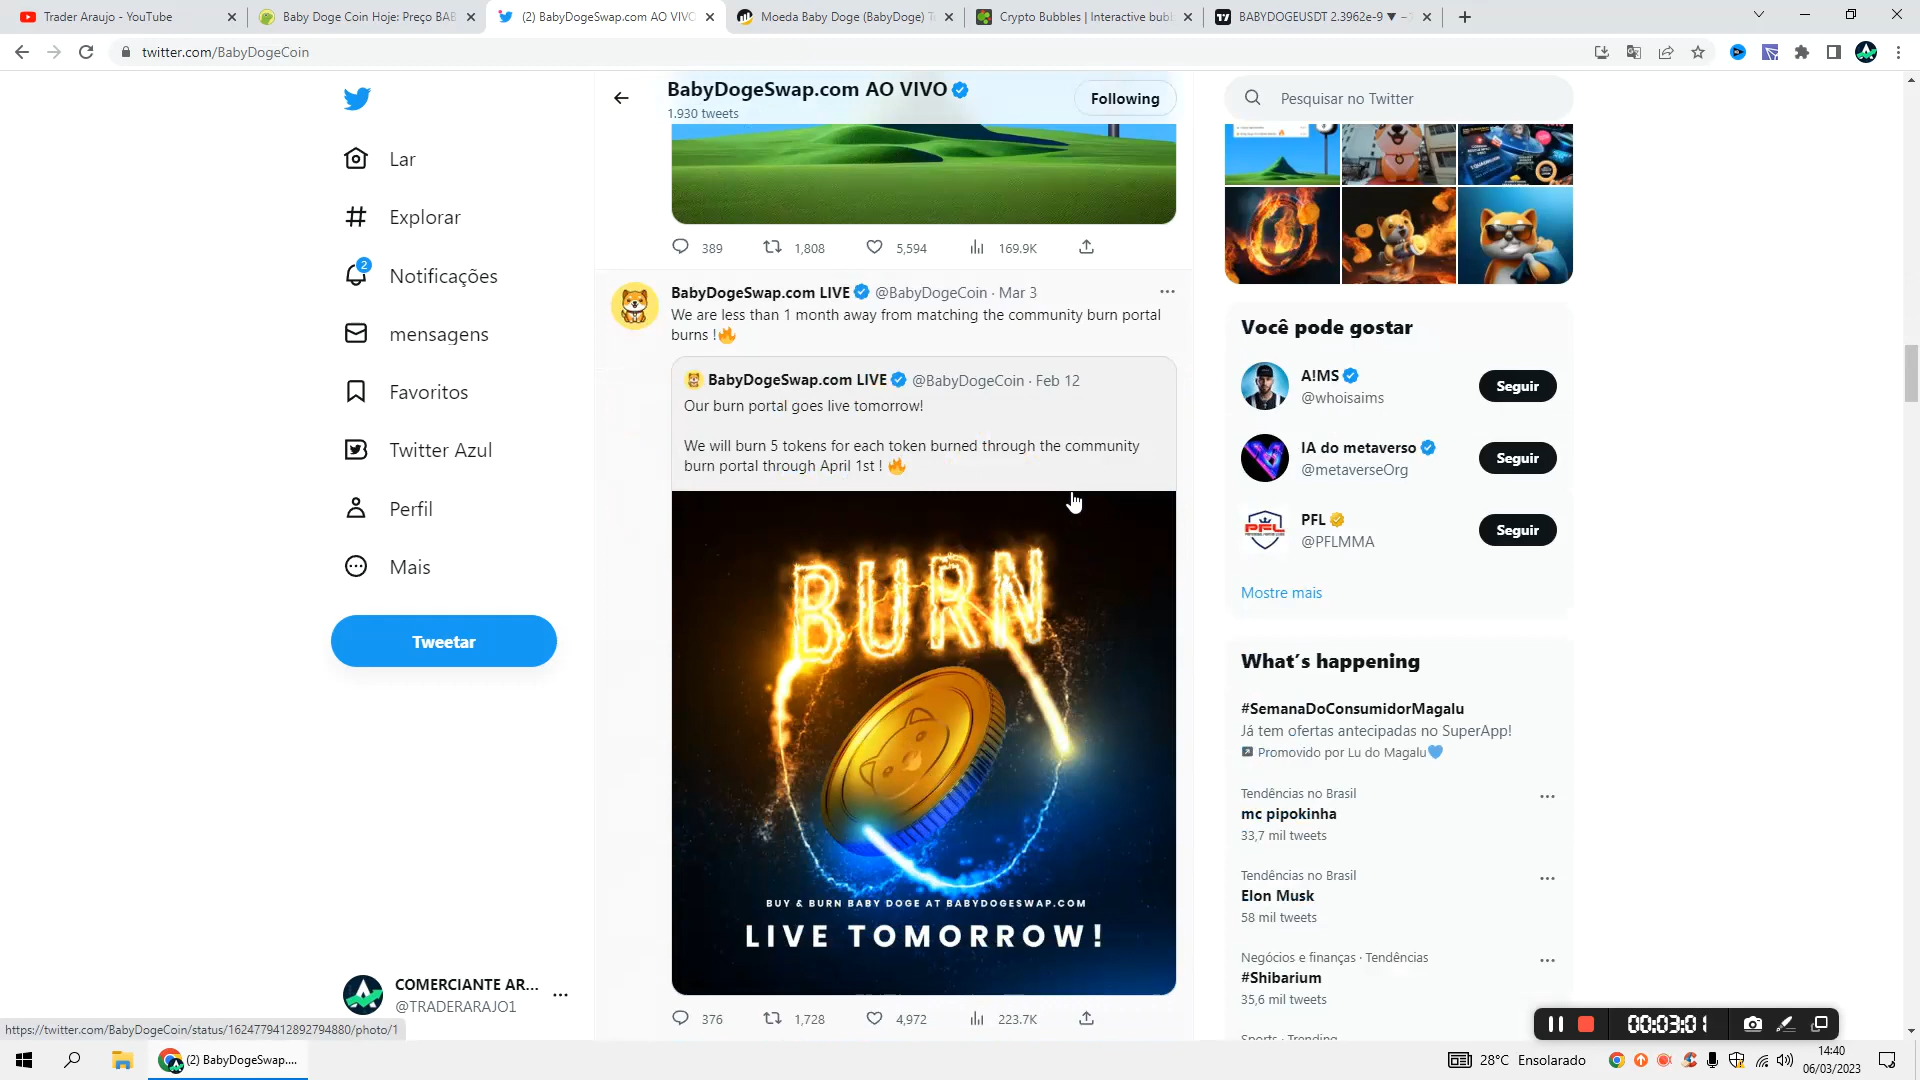 Trader Araujo - YouTube
Baby Doge Coin Hoje: Preço BAB
(2) BabyDogeSwap.com AO VIVO
Moeda Baby Doge (BabyDoge) T
Crypto Bubbles | Interactive bub
BABYDOGEUSDT 2.3962e-9 ▼ −
twitter.com/BabyDogeCoin
Lar
Explorar
2
Notificações
mensagens
Favoritos
Twitter Azul
Perfil
Mais
Tweetar
COMERCIANTE AR...
@TRADERARAJO1
BabyDogeSwap.com AO VIVO
1.930 tweets
Following
389 1,808 5,594 169.9K
BabyDogeSwap.com LIVE @BabyDogeCoin · Mar 3
We are less than 1 month away from matching the community burn portal
burns !🔥
BabyDogeSwap.com LIVE @BabyDogeCoin · Feb 12
Our burn portal goes live tomorrow!
We will burn 5 tokens for each token burned through the community
burn portal through April 1st ! 🔥
BURN
BUY & BURN BABY DOGE AT BABYDOGESWAP.COM
LIVE TOMORROW!
376 1,728 4,972 223.7K
Pesquisar no Twitter
Você pode gostar
A!MS
@whoisaims
Seguir
IA do metaverso
@metaverseOrg
Seguir
PFL
@PFLMMA
Seguir
Mostre mais
What's happening
#SemanaDoConsumidorMagalu
Já tem ofertas antecipadas no SuperApp!
Promovido por Lu do Magalu💙
Tendências no Brasil
mc pipokinha
33,7 mil tweets
Tendências no Brasil
Elon Musk
58 mil tweets
Negócios e finanças · Tendências
#Shibarium
35,6 mil tweets
Sports · Trending
00:03:01
https://twitter.com/BabyDogeCoin/status/1624779412892794880/photo/1
(2) BabyDogeSwap....
28°C Ensolarado
14:40
06/03/2023